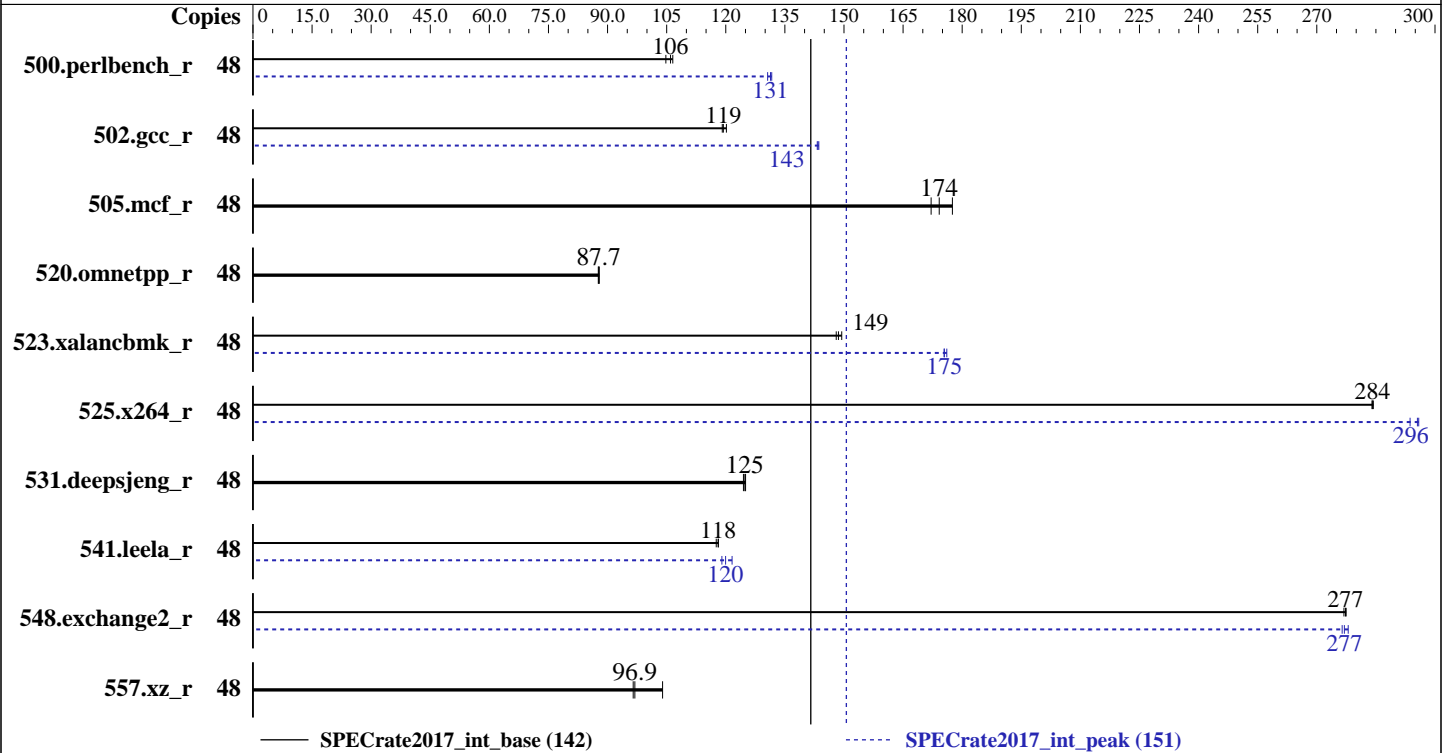 Copies 0 15.0 30.0 45.0 60.0 75.0 90.0 105 120 135 150 165 180 195 210 225 240 255 270 300
106
500.perlbench_r 48
131
119
502.gcc_r 48
143
174
505.mcf_r 48
87.7
520.omnetpp_r 48
149
523.xalancbmk_r 48
175
284
525.x264_r 48
296
125
531.deepsjeng_r 48
118
541.leela_r 48
120
277
548.exchange2_r 48
277
96.9
557.xz_r 48
SPECrate2017_int_base (142) SPECrate2017_int_peak (151)